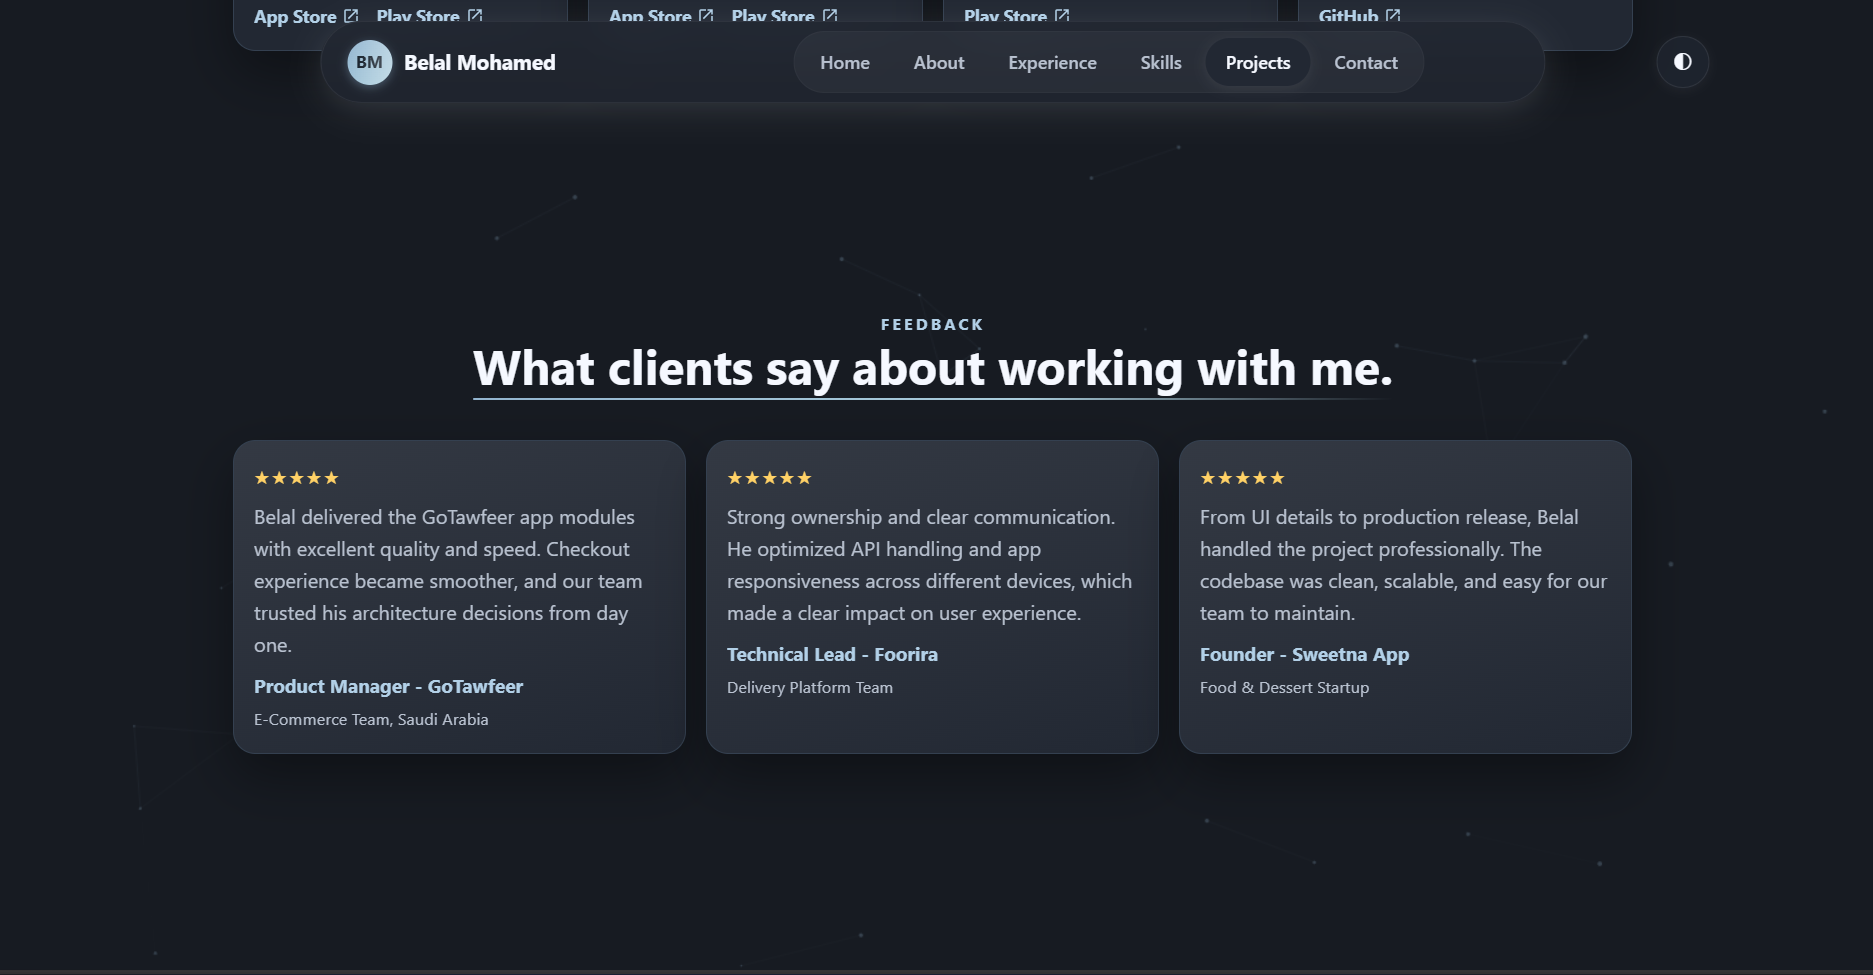 App Store Play Store App Store Play Store Play Store GitHub
BM Belal Mohamed Home About Experience Skills Projects Contact
FEEDBACK
What clients say about working with me.
★★★★★
Belal delivered the GoTawfeer app modules
with excellent quality and speed. Checkout
experience became smoother, and our team
trusted his architecture decisions from day
one.
Product Manager - GoTawfeer
E-Commerce Team, Saudi Arabia
★★★★★
Strong ownership and clear communication.
He optimized API handling and app
responsiveness across different devices, which
made a clear impact on user experience.
Technical Lead - Foorira
Delivery Platform Team
★★★★★
From UI details to production release, Belal
handled the project professionally. The
codebase was clean, scalable, and easy for our
team to maintain.
Founder - Sweetna App
Food & Dessert Startup